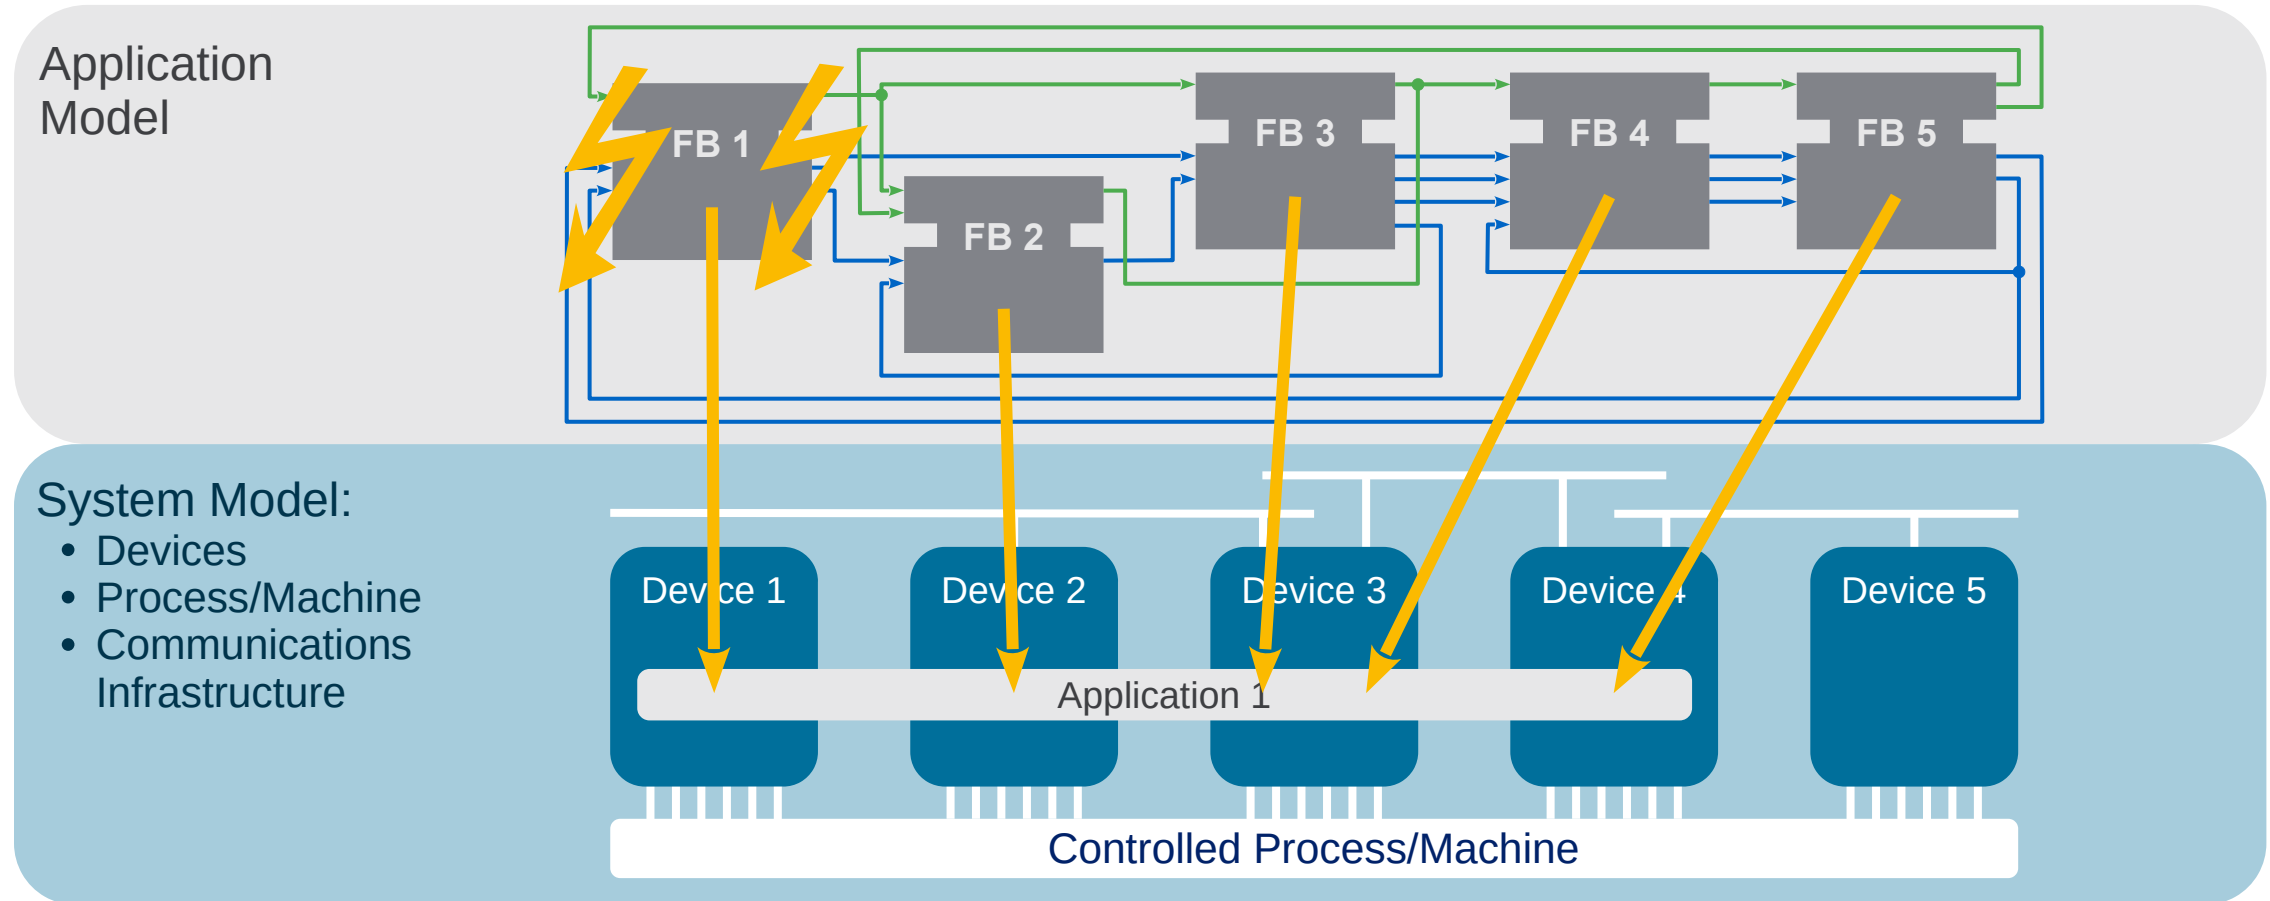 Application
Model
FB 1
FB 2
FB 3
FB 4
FB 5
System Model:
• Devices
• Process/Machine
• Communications
Infrastructure
Device 1
Device 2
Device 3
Device 4
Device 5
Application 1
Controlled Process/Machine